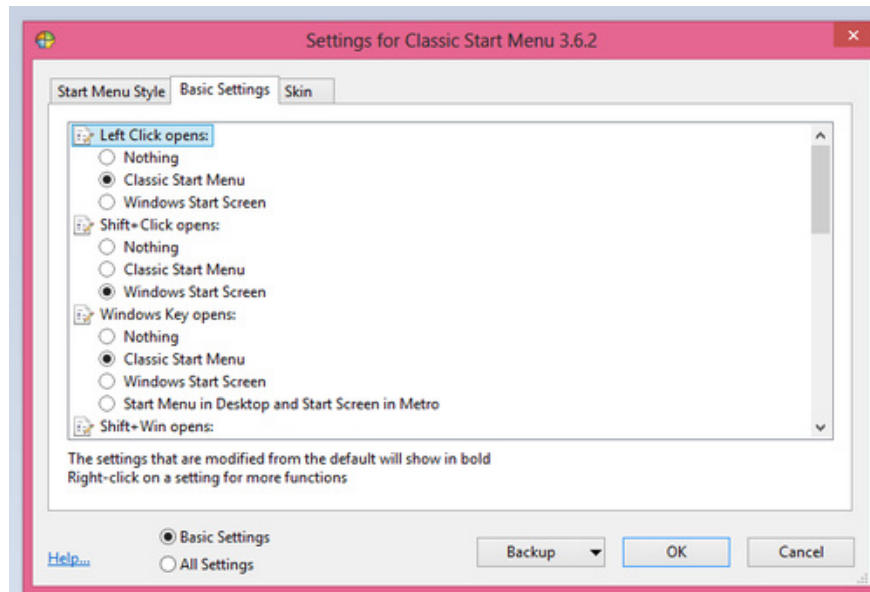 Settings for Classic Start Menu 3.6.2
Start Menu Style Basic Settings Skin
Left Click opens:
Nothing
Classic Start Menu
Windows Start Screen
Shift+Click opens:
Nothing
Classic Start Menu
Windows Start Screen
Windows Key opens:
Nothing
Classic Start Menu
Windows Start Screen
Start Menu in Desktop and Start Screen in Metro
Shift+Win opens:
The settings that are modified from the default will show in bold
Right-click on a setting for more functions
Help...
Basic Settings
All Settings
Backup
OK
Cancel